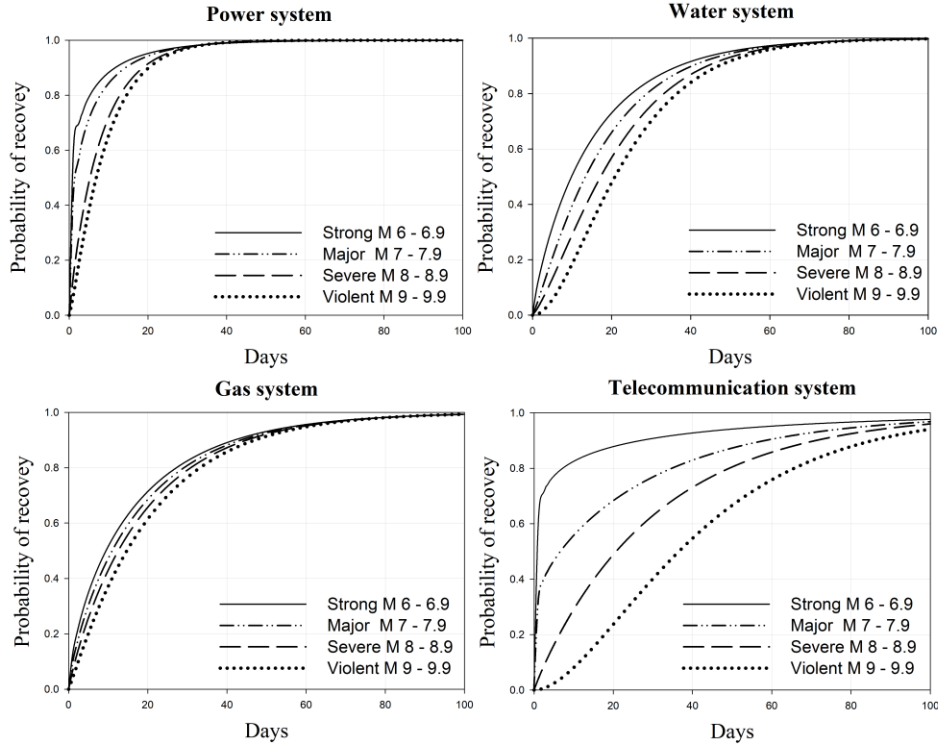 Power system
Probability of recovey
1.0
0.8
0.6
0.4
0.2
0.0
Strong M 6 - 6.9
Major M 7 - 7.9
Severe M 8 - 8.9
Violent M 9 - 9.9
0 20 40 60 80 100
Days
Water system
Probability of recovey
1.0
0.8
0.6
0.4
0.2
0.0
Strong M 6 - 6.9
Major M 7 - 7.9
Severe M 8 - 8.9
Violent M 9 - 9.9
0 20 40 60 80 100
Days
Gas system
Probability of recovey
1.0
0.8
0.6
0.4
0.2
0.0
Strong M 6 - 6.9
Major M 7 - 7.9
Severe M 8 - 8.9
Violent M 9 - 9.9
0 20 40 60 80 100
Days
Telecommunication system
Probability of recovey
1.0
0.8
0.6
0.4
0.2
0.0
Strong M 6 - 6.9
Major M 7 - 7.9
Severe M 8 - 8.9
Violent M 9 - 9.9
0 20 40 60 80 100
Days